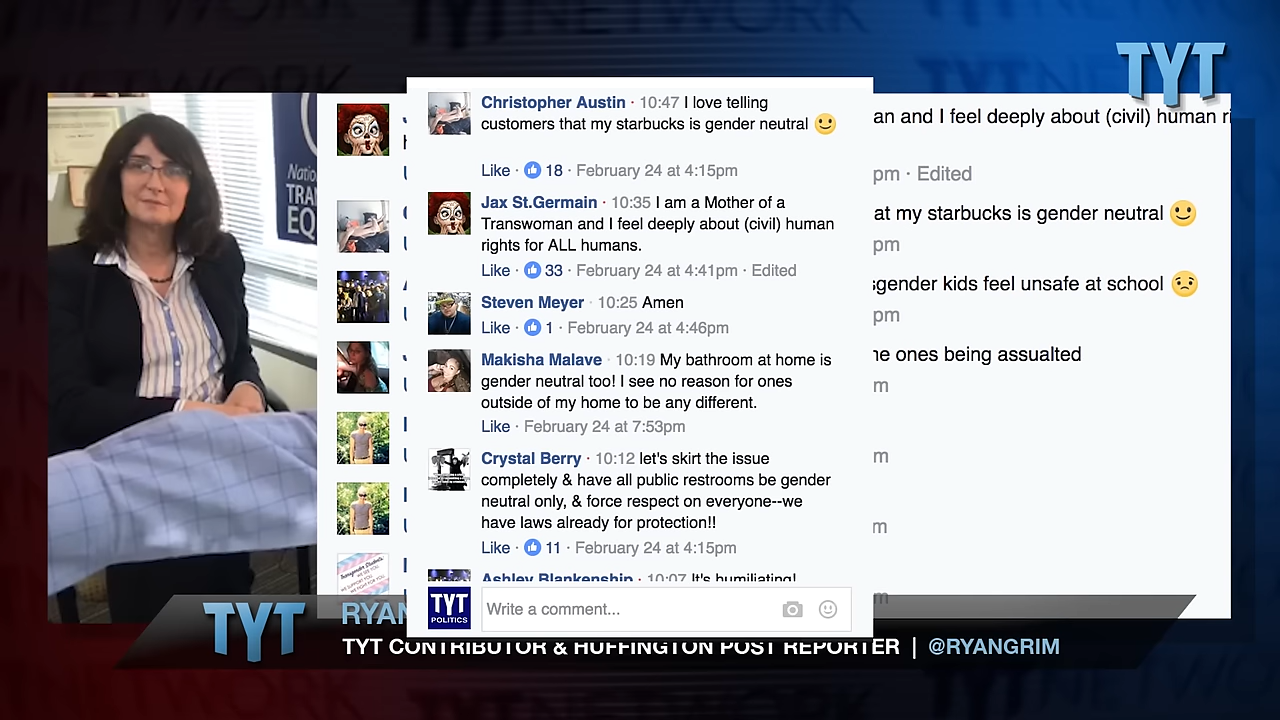 TYT
Natio
TRAN
EQ
Christopher Austin · 10:47 I love telling
customers that my starbucks is gender neutral
Like · 18 · February 24 at 4:15pm
Jax St.Germain · 10:35 I am a Mother of a
Transwoman and I feel deeply about (civil) human
rights for ALL humans.
Like · 33 · February 24 at 4:41pm · Edited
Steven Meyer · 10:25 Amen
Like · 1 · February 24 at 4:46pm
Makisha Malave · 10:19 My bathroom at home is
gender neutral too! I see no reason for ones
outside of my home to be any different.
Like · February 24 at 7:53pm
Crystal Berry · 10:12 let's skirt the issue
completely & have all public restrooms be gender
neutral only, & force respect on everyone--we
have laws already for protection!!
Like · 11 · February 24 at 4:15pm
Ashley Blankenship · 10:07 It's humiliating!
TYT
POLITICS
Write a comment...
an and I feel deeply about (civil) human ri
pm · Edited
at my starbucks is gender neutral
pm
gender kids feel unsafe at school
pm
ne ones being assualted
m
m
m
m
TYT
RYAN
TYT CONTRIBUTOR & HUFFINGTON POST REPORTER | @RYANGRIM